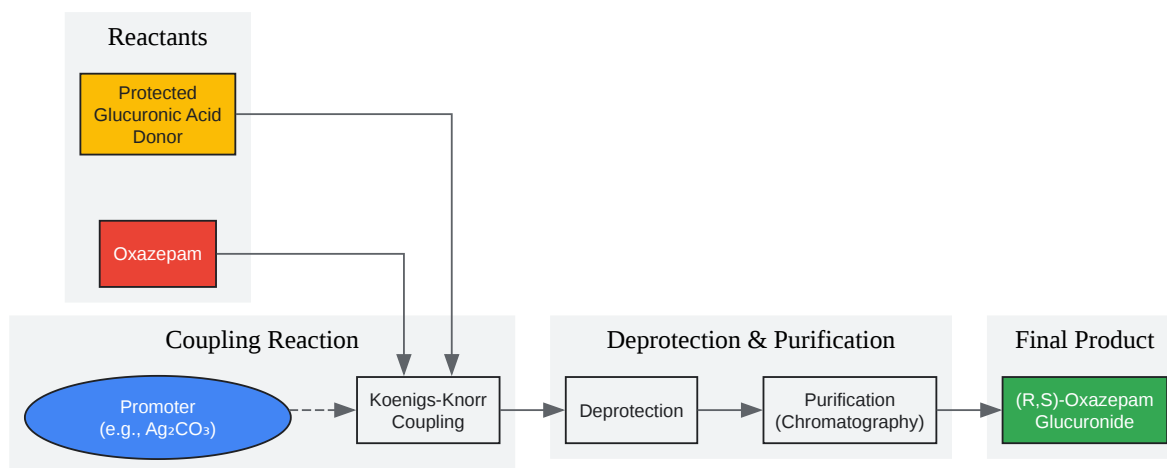 Reactants
Protected
Glucuronic Acid
Donor
Oxazepam
Coupling Reaction
Promoter
(e.g., Ag₂CO₃)
Koenigs-Knorr
Coupling
Deprotection & Purification
Deprotection
Purification
(Chromatography)
Final Product
(R,S)-Oxazepam
Glucuronide